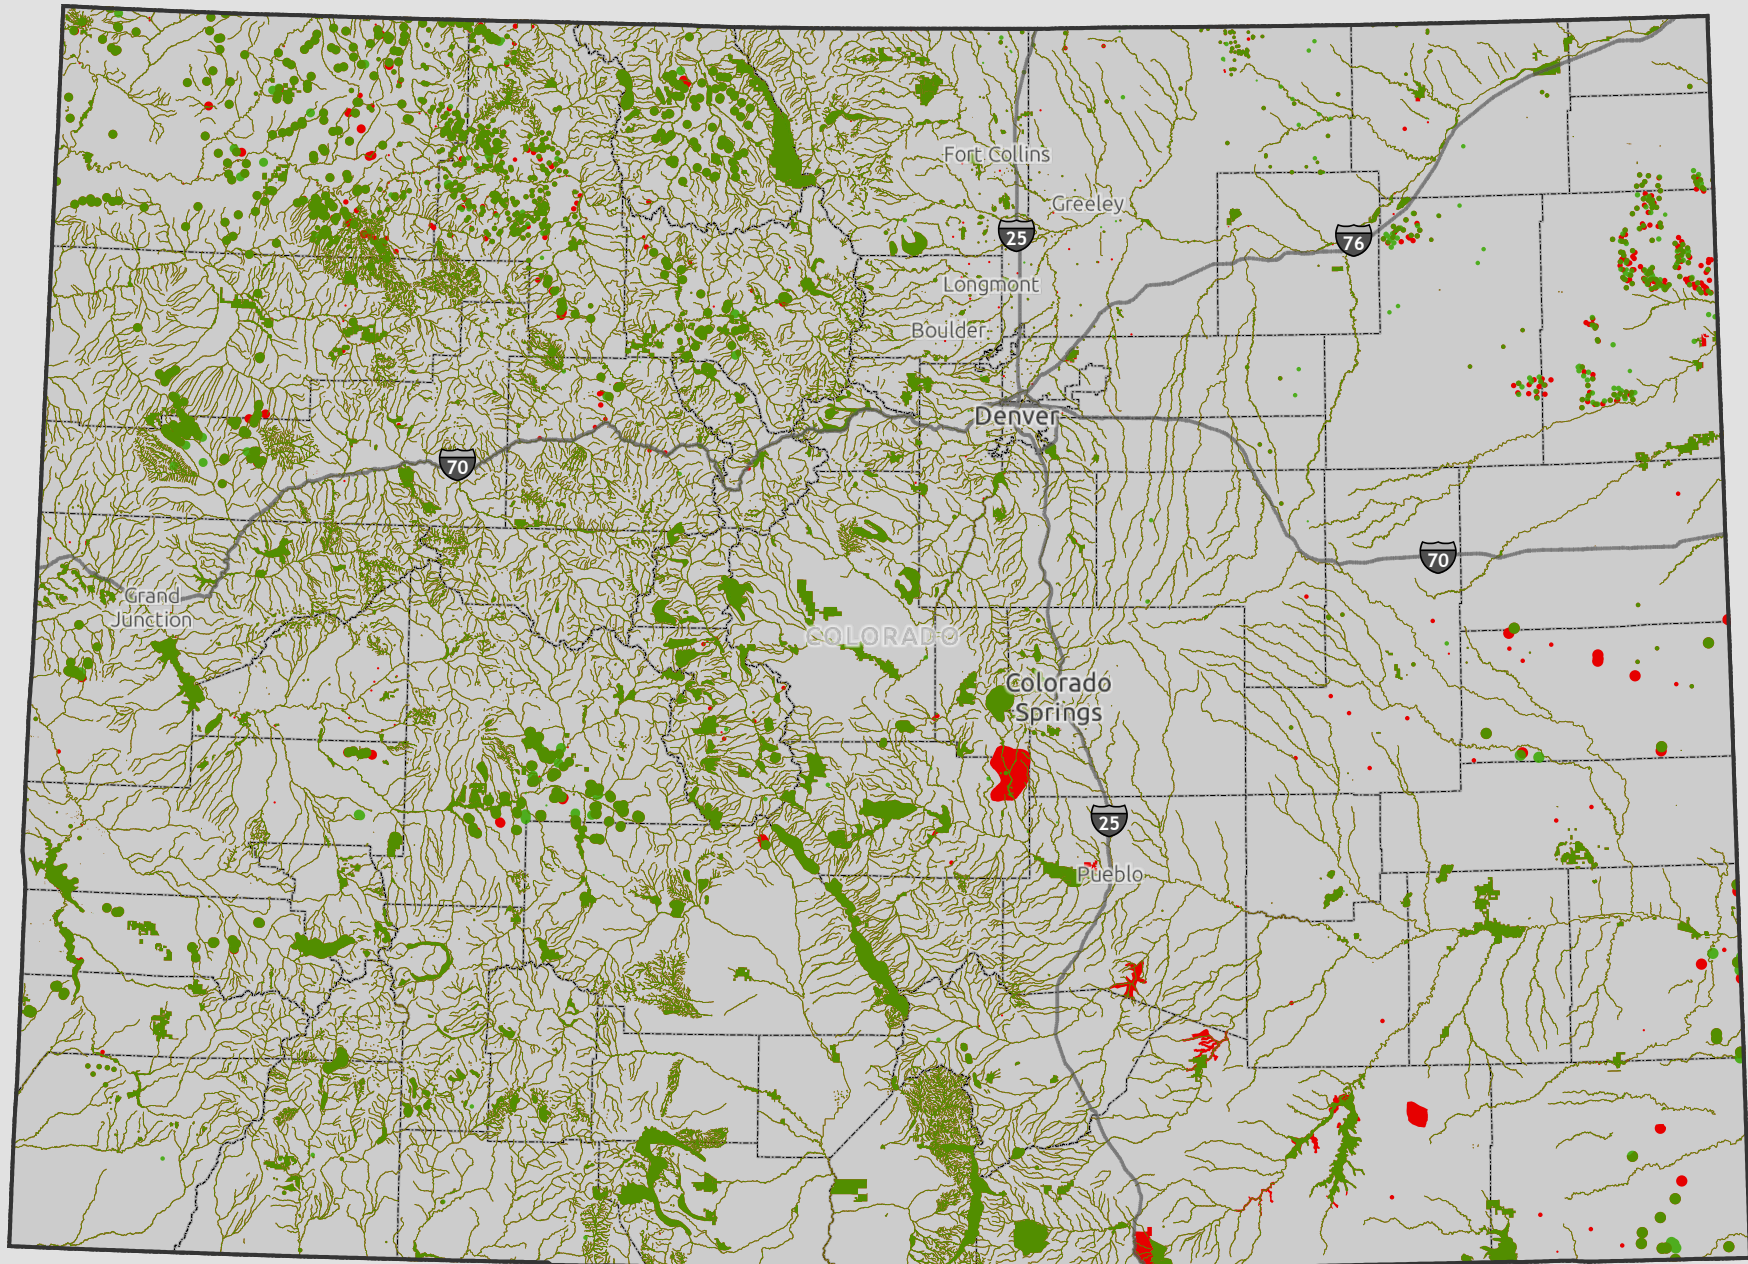 Fort Collins
Greeley
25
76
Longmont
Boulder
Denver
70
70
Grand
Junction
COLORADO
Colorado
Springs
25
Pueblo